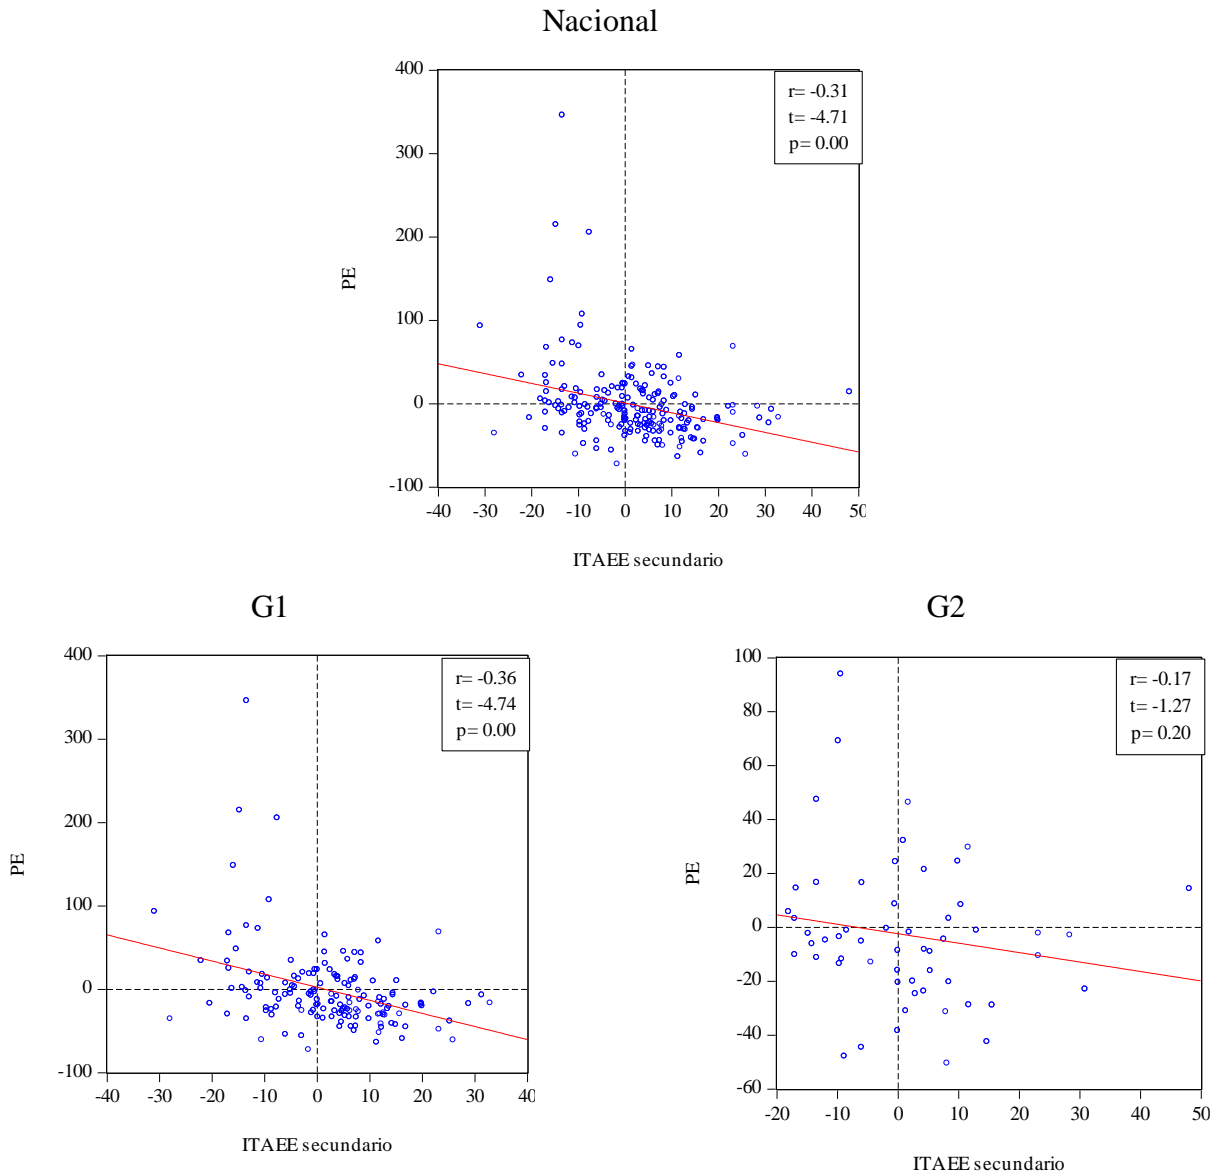 Nacional
400
300
200
100
0
-100
PE
r= -0.31
t= -4.71
p= 0.00
-40 -30 -20 -10 0 10 20 30 40 50
ITAEE secundario
G1
400
300
200
100
0
-100
PE
r= -0.36
t= -4.74
p= 0.00
-40 -30 -20 -10 0 10 20 30 40
ITAEE secundario
G2
100
80
60
40
20
0
-20
-40
-60
PE
r= -0.17
t= -1.27
p= 0.20
-20 -10 0 10 20 30 40 50
ITAEE secundario